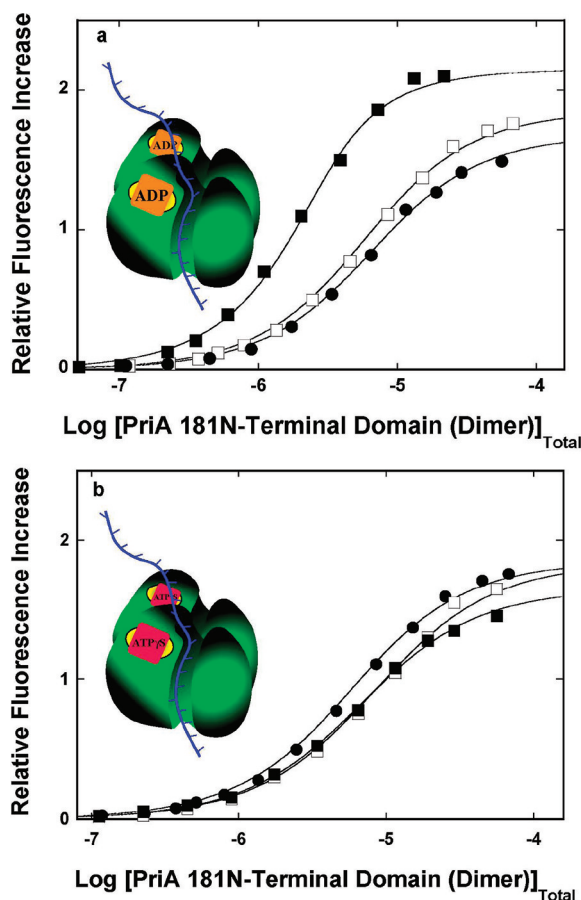 a
Relative Fluorescence Increase
2
1
0
ADP
ADP
-7 -6 -5 -4
Log [PriA 181N-Terminal Domain (Dimer)]Total
b
Relative Fluorescence Increase
2
1
0
ATPγS
ATPγS
-7 -6 -5 -4
Log [PriA 181N-Terminal Domain (Dimer)]Total